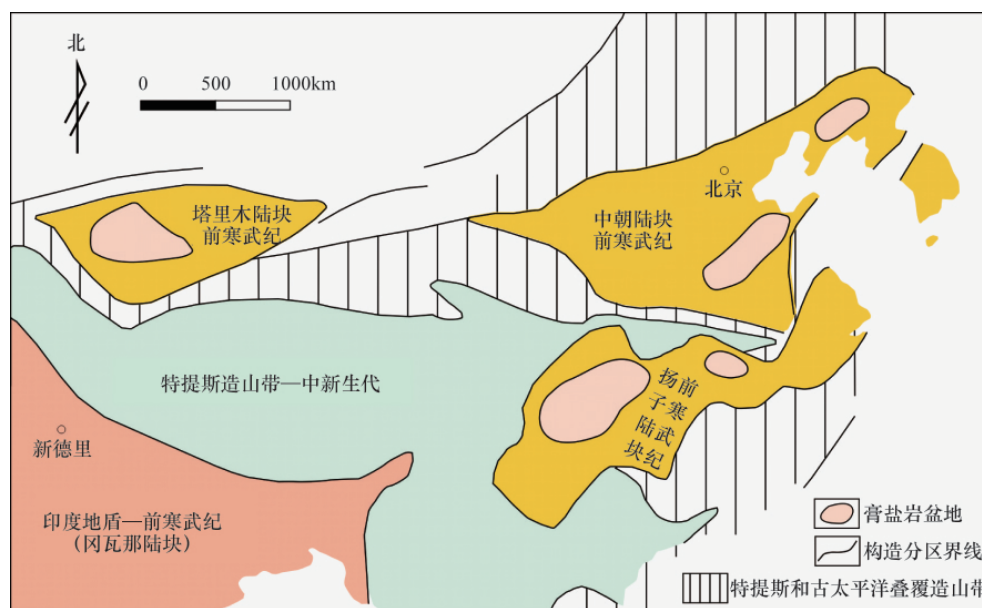 北
0 500 1000km
塔里木陆块
前寒武纪
北京
中朝陆块
前寒武纪
特提斯造山带—中新生代
扬子陆块
前寒武纪
新德里
印度地盾—前寒武纪
(冈瓦那陆块)
膏盐岩盆地
构造分区界线
特提斯和古太平洋叠覆造山带